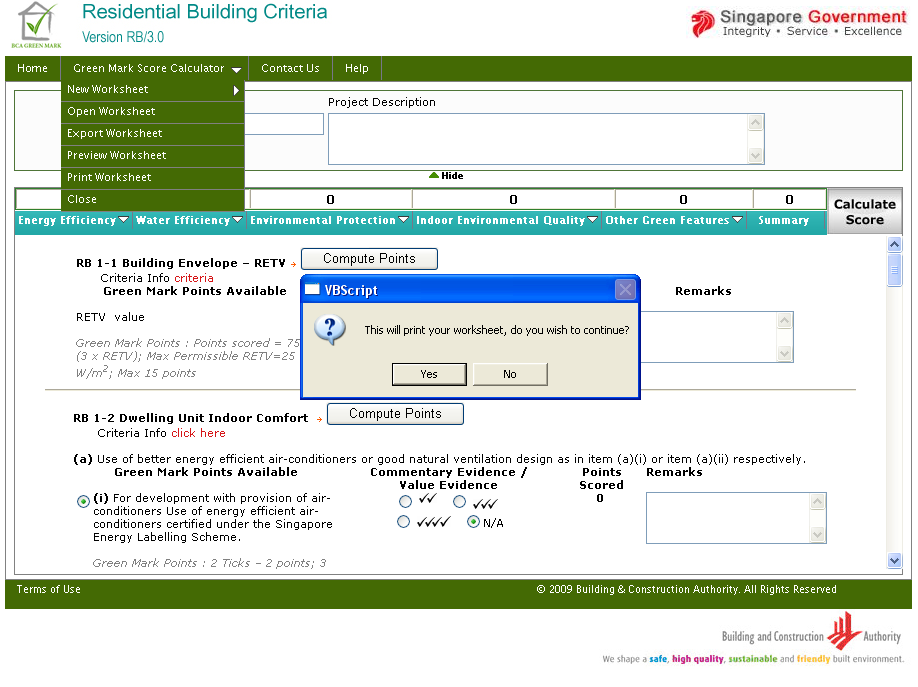 Residential Building Criteria
Version RB/3.0
BCA GREEN MARK
Singapore Government
Integrity • Service • Excellence
Home
Green Mark Score Calculator
Contact Us
Help
New Worksheet
Open Worksheet
Export Worksheet
Preview Worksheet
Print Worksheet
Close
Project Description
Hide
0 0 0 0
Energy Efficiency Water Efficiency Environmental Protection Indoor Environmental Quality Other Green Features Summary
Calculate
Score
RB 1-1 Building Envelope – RETV
Compute Points
Criteria Info criteria
Green Mark Points Available
Remarks
RETV value
Green Mark Points : Points scored = 75
(3 x RETV); Max Permissible RETV=25
W/m²; Max 15 points
VBScript
This will print your worksheet, do you wish to continue?
Yes
No
RB 1-2 Dwelling Unit Indoor Comfort
Compute Points
Criteria Info click here
(a) Use of better energy efficient air-conditioners or good natural ventilation design as in item (a)(i) or item (a)(ii) respectively.
Green Mark Points Available
Commentary Evidence /
Value Evidence
Points
Scored
0
Remarks
(i) For development with provision of air-
conditioners Use of energy efficient air-
conditioners certified under the Singapore
Energy Labelling Scheme.
✓✓ ✓✓✓
✓✓✓✓ N/A
Green Mark Points : 2 Ticks – 2 points; 3
Terms of Use
© 2009 Building & Construction Authority. All Rights Reserved
Building and Construction Authority
We shape a safe, high quality, sustainable and friendly built environment.